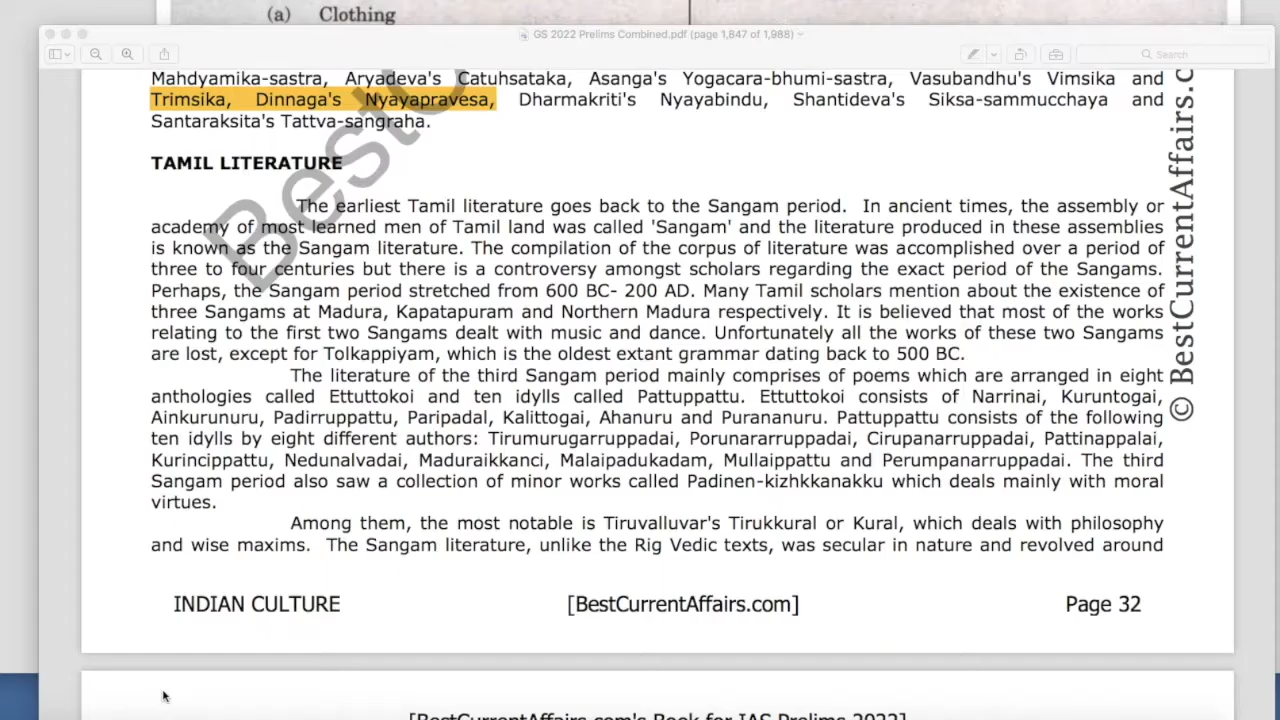 (a) Clothing
GS 2022 Prelims Combined.pdf (page 1,847 of 1,988)
Search
Mahdyamika-sastra, Aryadeva's Catuhsataka, Asanga's Yogacara-bhumi-sastra, Vasubandhu's Vimsika and
Trimsika, Dinnaga's Nyayapravesa, Dharmakriti's Nyayabindu, Shantideva's Siksa-sammucchaya and
Santaraksita's Tattva-sangraha.
TAMIL LITERATURE
The earliest Tamil literature goes back to the Sangam period. In ancient times, the assembly or
academy of most learned men of Tamil land was called 'Sangam' and the literature produced in these assemblies
is known as the Sangam literature. The compilation of the corpus of literature was accomplished over a period of
three to four centuries but there is a controversy amongst scholars regarding the exact period of the Sangams.
Perhaps, the Sangam period stretched from 600 BC- 200 AD. Many Tamil scholars mention about the existence of
three Sangams at Madura, Kapatapuram and Northern Madura respectively. It is believed that most of the works
relating to the first two Sangams dealt with music and dance. Unfortunately all the works of these two Sangams
are lost, except for Tolkappiyam, which is the oldest extant grammar dating back to 500 BC.
The literature of the third Sangam period mainly comprises of poems which are arranged in eight
anthologies called Ettuttokoi and ten idylls called Pattuppattu. Ettuttokoi consists of Narrinai, Kuruntogai,
Ainkurunuru, Padirruppattu, Paripadal, Kalittogai, Ahanuru and Purananuru. Pattuppattu consists of the following
ten idylls by eight different authors: Tirumurugarruppadai, Porunararruppadai, Cirupanarruppadai, Pattinappalai,
Kurincippattu, Nedunalvadai, Maduraikkanci, Malaipadukadam, Mullaippattu and Perumpanarruppadai. The third
Sangam period also saw a collection of minor works called Padinen-kizhkkanakku which deals mainly with moral
virtues.
Among them, the most notable is Tiruvalluvar's Tirukkural or Kural, which deals with philosophy
and wise maxims. The Sangam literature, unlike the Rig Vedic texts, was secular in nature and revolved around
INDIAN CULTURE [BestCurrentAffairs.com] Page 32
© BestCurrentAffairs.c
BestC
[BestCurrentAffairs.com's Book for IAS Prelims 2022]